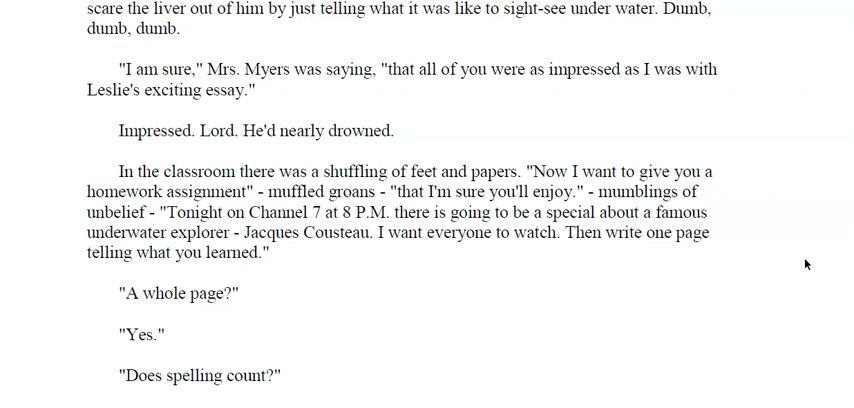 scare the liver out of him by just telling what it was like to sight-see under water. Dumb,
dumb, dumb.
"I am sure," Mrs. Myers was saying, "that all of you were as impressed as I was with
Leslie's exciting essay."
Impressed. Lord. He'd nearly drowned.
In the classroom there was a shuffling of feet and papers. "Now I want to give you a
homework assignment" - muffled groans - "that I'm sure you'll enjoy." - mumblings of
unbelief - "Tonight on Channel 7 at 8 P.M. there is going to be a special about a famous
underwater explorer - Jacques Cousteau. I want everyone to watch. Then write one page
telling what you learned."
"A whole page?"
"Yes."
"Does spelling count?"